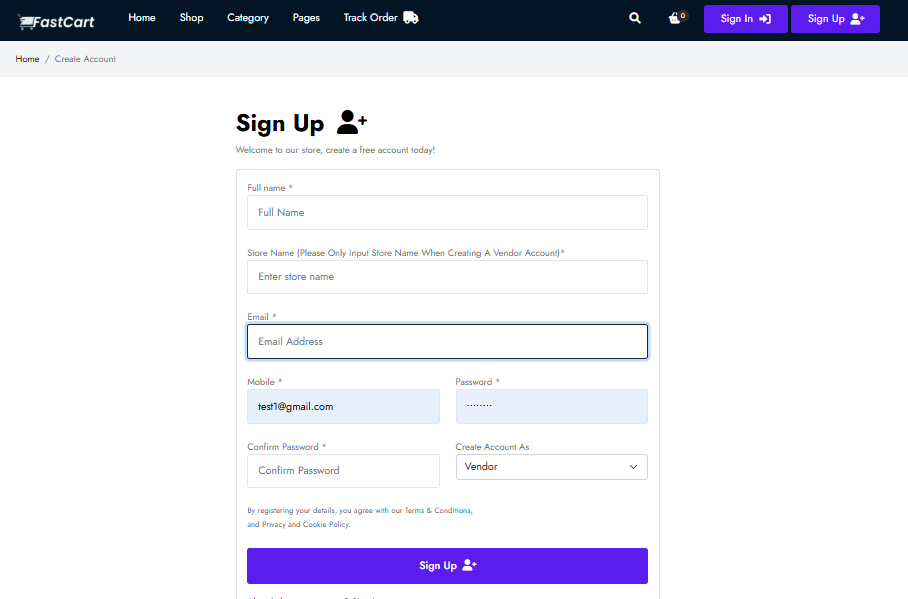 FastCart Home Shop Category Pages Track Order 0 Sign In Sign Up
Home / Create Account
Sign Up
Welcome to our store, create a free account today!
Full name *
Full Name
Store Name (Please Only Input Store Name When Creating A Vendor Account)*
Enter store name
Email *
Email Address
Mobile * Password *
test1@gmail.com ········
Confirm Password * Create Account As
Confirm Password Vendor
By registering your details, you agree with our Terms & Conditions,
and Privacy and Cookie Policy.
Sign Up